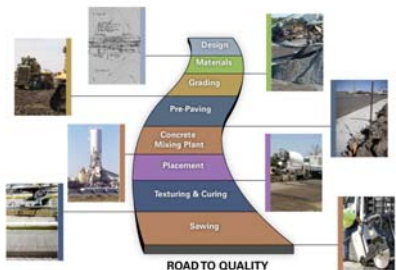 Design
Materials
Grading
Pre-Paving
Concrete
Mixing Plant
Placement
Texturing & Curing
Sawing
ROAD TO QUALITY